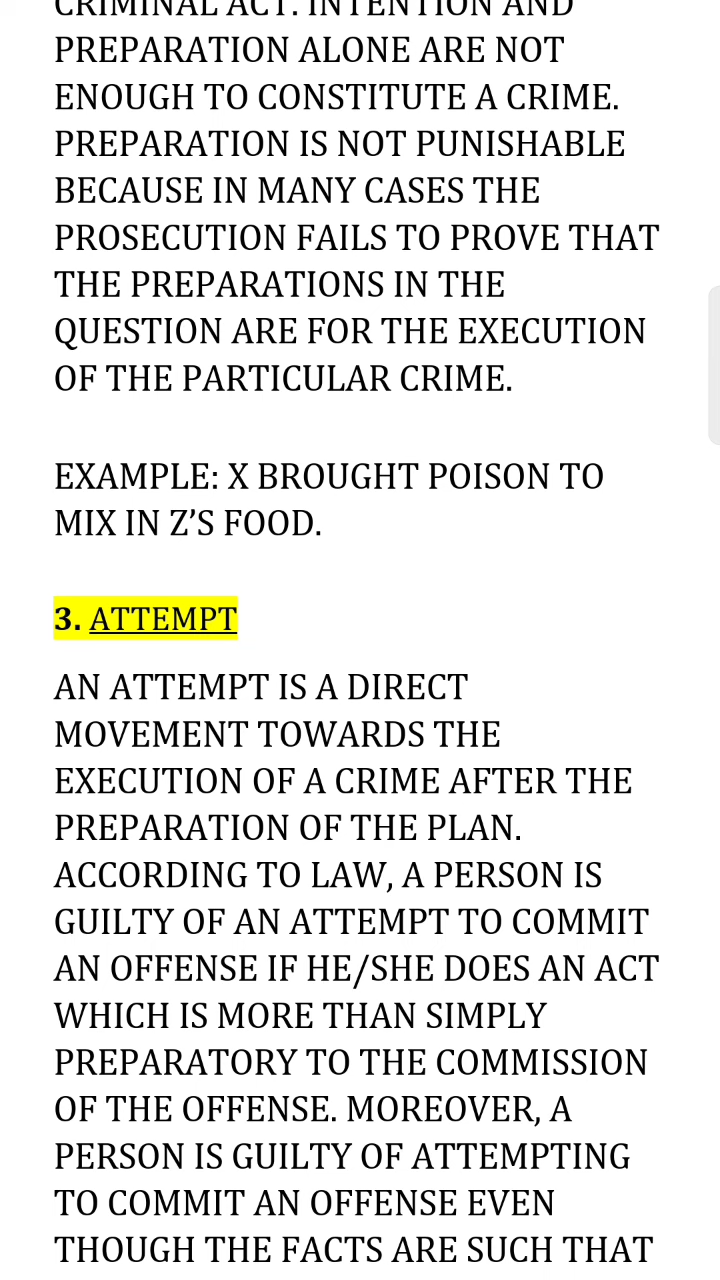 CRIMINAL ACT. INTENTION AND
PREPARATION ALONE ARE NOT
ENOUGH TO CONSTITUTE A CRIME.
PREPARATION IS NOT PUNISHABLE
BECAUSE IN MANY CASES THE
PROSECUTION FAILS TO PROVE THAT
THE PREPARATIONS IN THE
QUESTION ARE FOR THE EXECUTION
OF THE PARTICULAR CRIME.
EXAMPLE: X BROUGHT POISON TO
MIX IN Z’S FOOD.
3. ATTEMPT
AN ATTEMPT IS A DIRECT
MOVEMENT TOWARDS THE
EXECUTION OF A CRIME AFTER THE
PREPARATION OF THE PLAN.
ACCORDING TO LAW, A PERSON IS
GUILTY OF AN ATTEMPT TO COMMIT
AN OFFENSE IF HE/SHE DOES AN ACT
WHICH IS MORE THAN SIMPLY
PREPARATORY TO THE COMMISSION
OF THE OFFENSE. MOREOVER, A
PERSON IS GUILTY OF ATTEMPTING
TO COMMIT AN OFFENSE EVEN
THOUGH THE FACTS ARE SUCH THAT